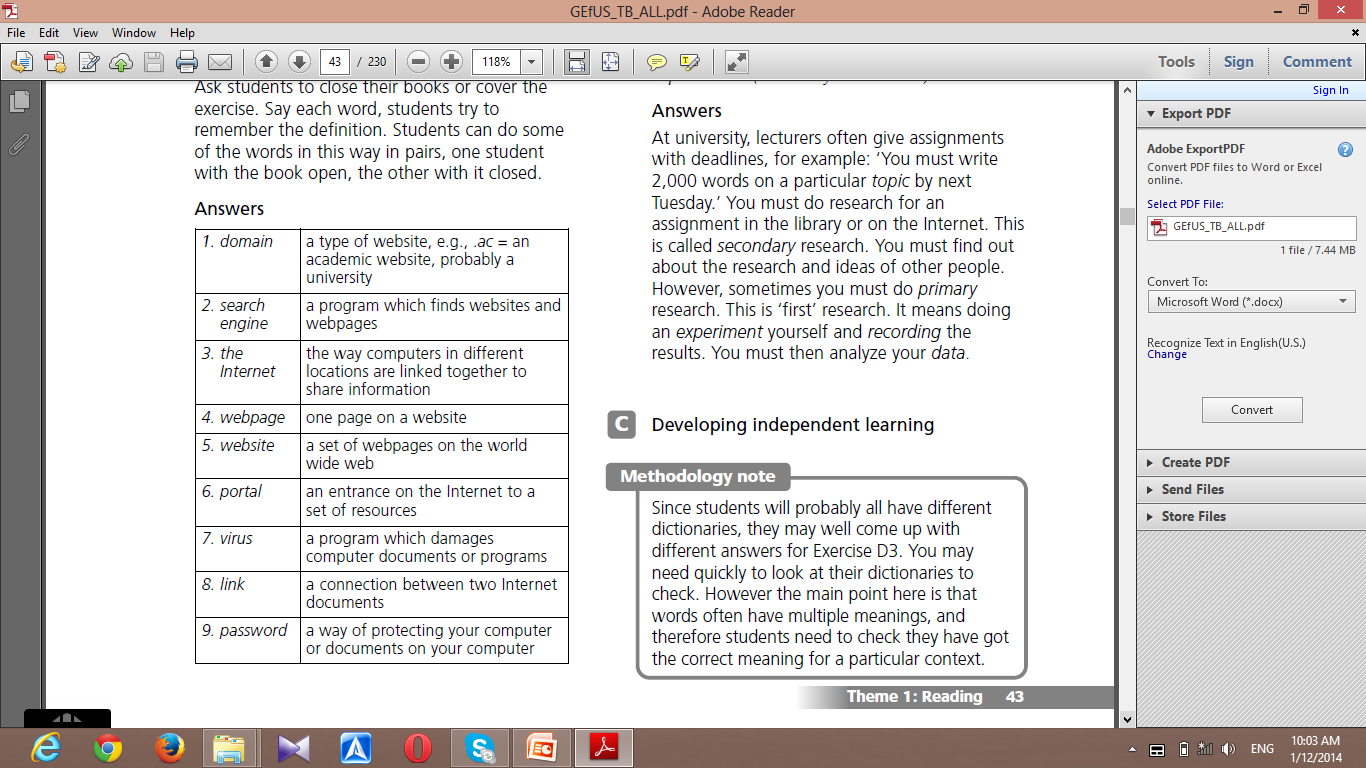 GEfUS_TB_ALL.pdf - Adobe Reader
File Edit View Window Help
43 / 230
118%
Tools Sign Comment
Ask students to close their books or cover the
exercise. Say each word, students try to
remember the definition. Students can do some
of the words in this way in pairs, one student
with the book open, the other with it closed.
Answers
1. domain
a type of website, e.g., .ac = an
academic website, probably a
university
2. search
engine
a program which finds websites and
webpages
3. the
Internet
the way computers in different
locations are linked together to
share information
4. webpage
one page on a website
5. website
a set of webpages on the world
wide web
6. portal
an entrance on the Internet to a
set of resources
7. virus
a program which damages
computer documents or programs
8. link
a connection between two Internet
documents
9. password
a way of protecting your computer
or documents on your computer
Answers
At university, lecturers often give assignments
with deadlines, for example: ‘You must write
2,000 words on a particular topic by next
Tuesday.’ You must do research for an
assignment in the library or on the Internet. This
is called secondary research. You must find out
about the research and ideas of other people.
However, sometimes you must do primary
research. This is ‘first’ research. It means doing
an experiment yourself and recording the
results. You must then analyze your data.
C Developing independent learning
Methodology note
Since students will probably all have different
dictionaries, they may well come up with
different answers for Exercise D3. You may
need quickly to look at their dictionaries to
check. However the main point here is that
words often have multiple meanings, and
therefore students need to check they have got
the correct meaning for a particular context.
Theme 1: Reading 43
Sign In
Export PDF
Adobe ExportPDF
Convert PDF files to Word or Excel
online.
Select PDF File:
GEfUS_TB_ALL.pdf
1 file / 7.44 MB
Convert To:
Microsoft Word (*.docx)
Recognize Text in English(U.S.)
Change
Convert
Create PDF
Send Files
Store Files
ENG
10:03 AM
1/12/2014